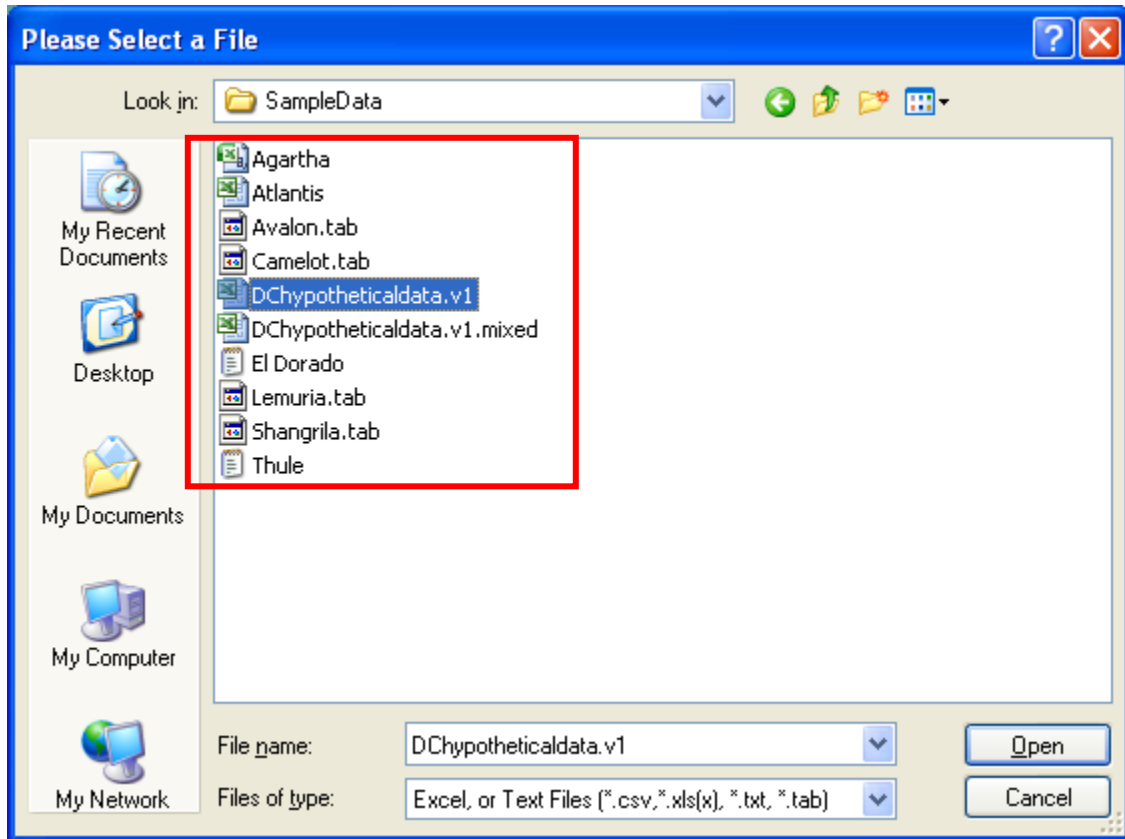 Please Select a File
Look in:
SampleData
My Recent
Documents
Desktop
My Documents
My Computer
My Network
Agartha
Atlantis
Avalon.tab
Camelot.tab
DChypotheticaldata.v1
DChypotheticaldata.v1.mixed
El Dorado
Lemuria.tab
Shangrila.tab
Thule
File name:
DChypotheticaldata.v1
Open
Files of type:
Excel, or Text Files (*.csv,*.xls(x), *.txt, *.tab)
Cancel